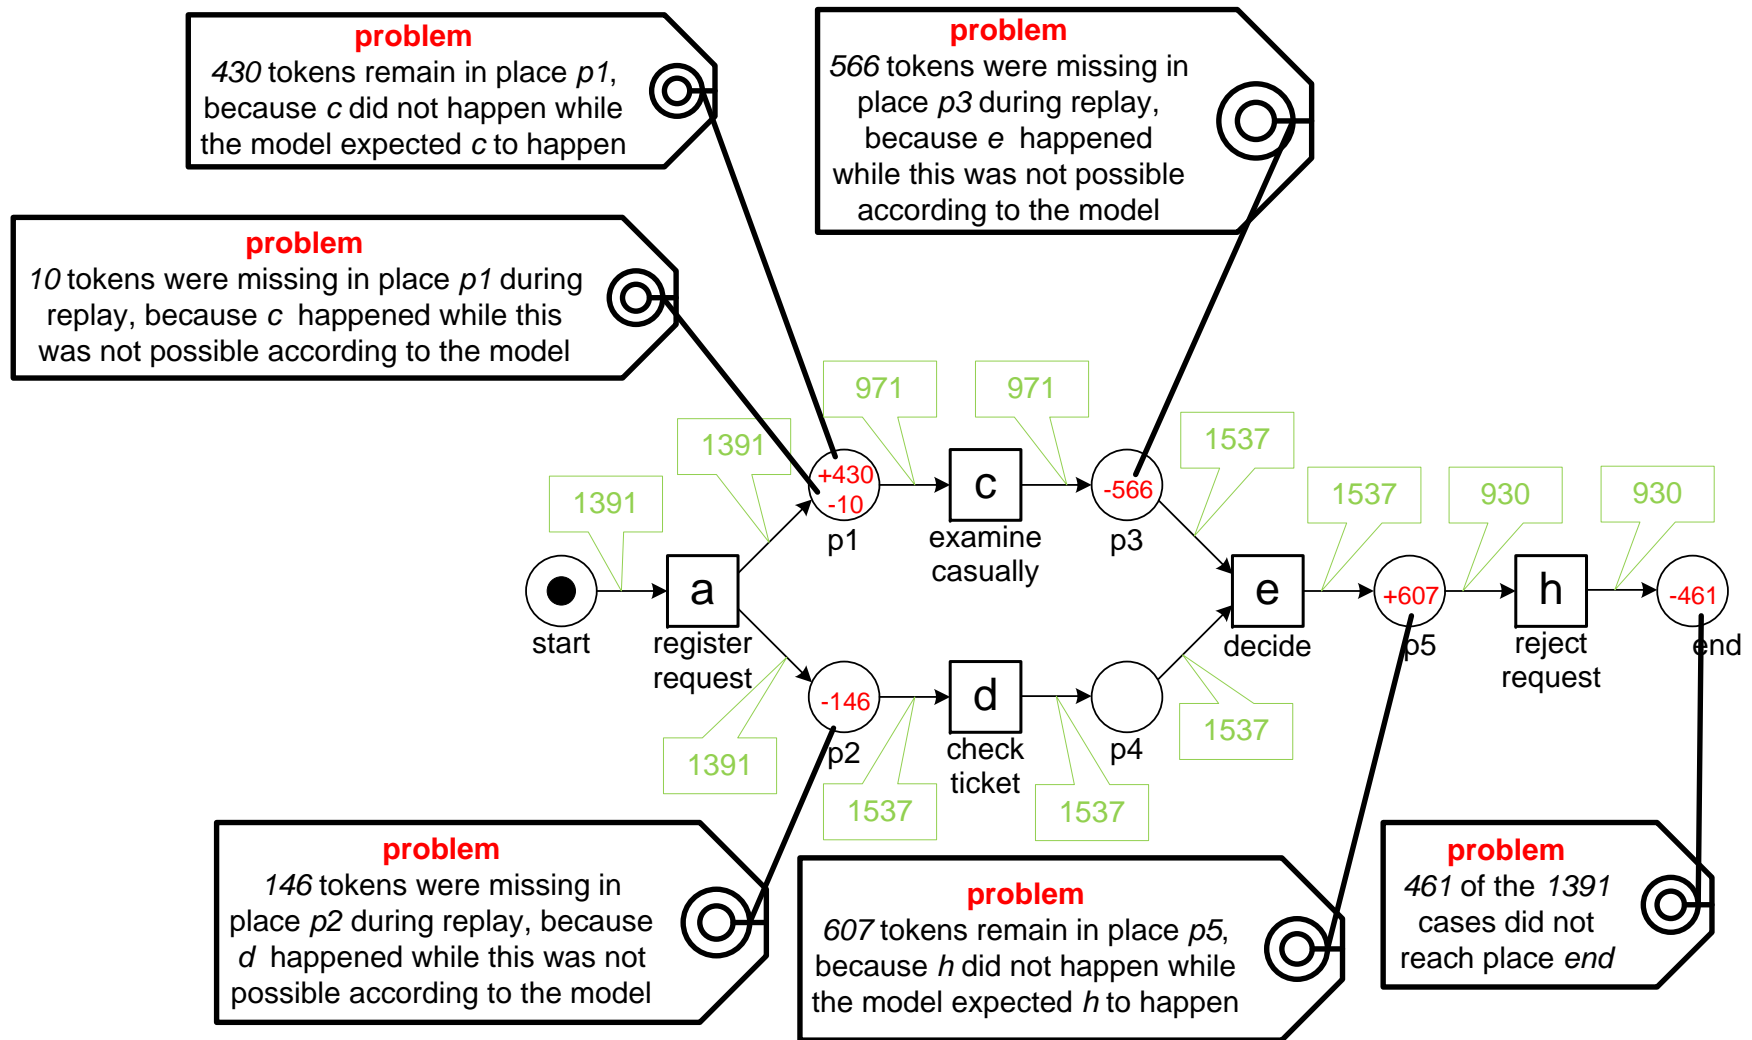 problem
430 tokens remain in place p1,
because c did not happen while
the model expected c to happen
problem
566 tokens were missing in
place p3 during replay,
because e happened
while this was not possible
according to the model
problem
10 tokens were missing in place p1 during
replay, because c happened while this
was not possible according to the model
971
971
1391
1537
1391
1537
930
930
+430
-10
p1
c
examine
casually
-566
p3
start
a
register
request
e
decide
+607
p5
h
reject
request
-461
end
1391
-146
p2
d
check
ticket
p4
1537
1537
1537
problem
146 tokens were missing in
place p2 during replay, because
d happened while this was not
possible according to the model
problem
607 tokens remain in place p5,
because h did not happen while
the model expected h to happen
problem
461 of the 1391
cases did not
reach place end